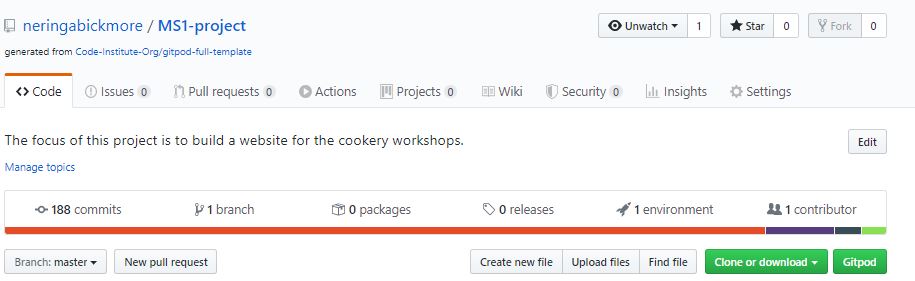 neringabickmore / MS1-project Unwatch 1 Star 0 Fork 0
generated from Code-Institute-Org/gitpod-full-template
Code Issues 0 Pull requests 0 Actions Projects 0 Wiki Security 0 Insights Settings
The focus of this project is to build a website for the cookery workshops. Edit
Manage topics
188 commits 1 branch 0 packages 0 releases 1 environment 1 contributor
Branch: master New pull request Create new file Upload files Find file Clone or download Gitpod